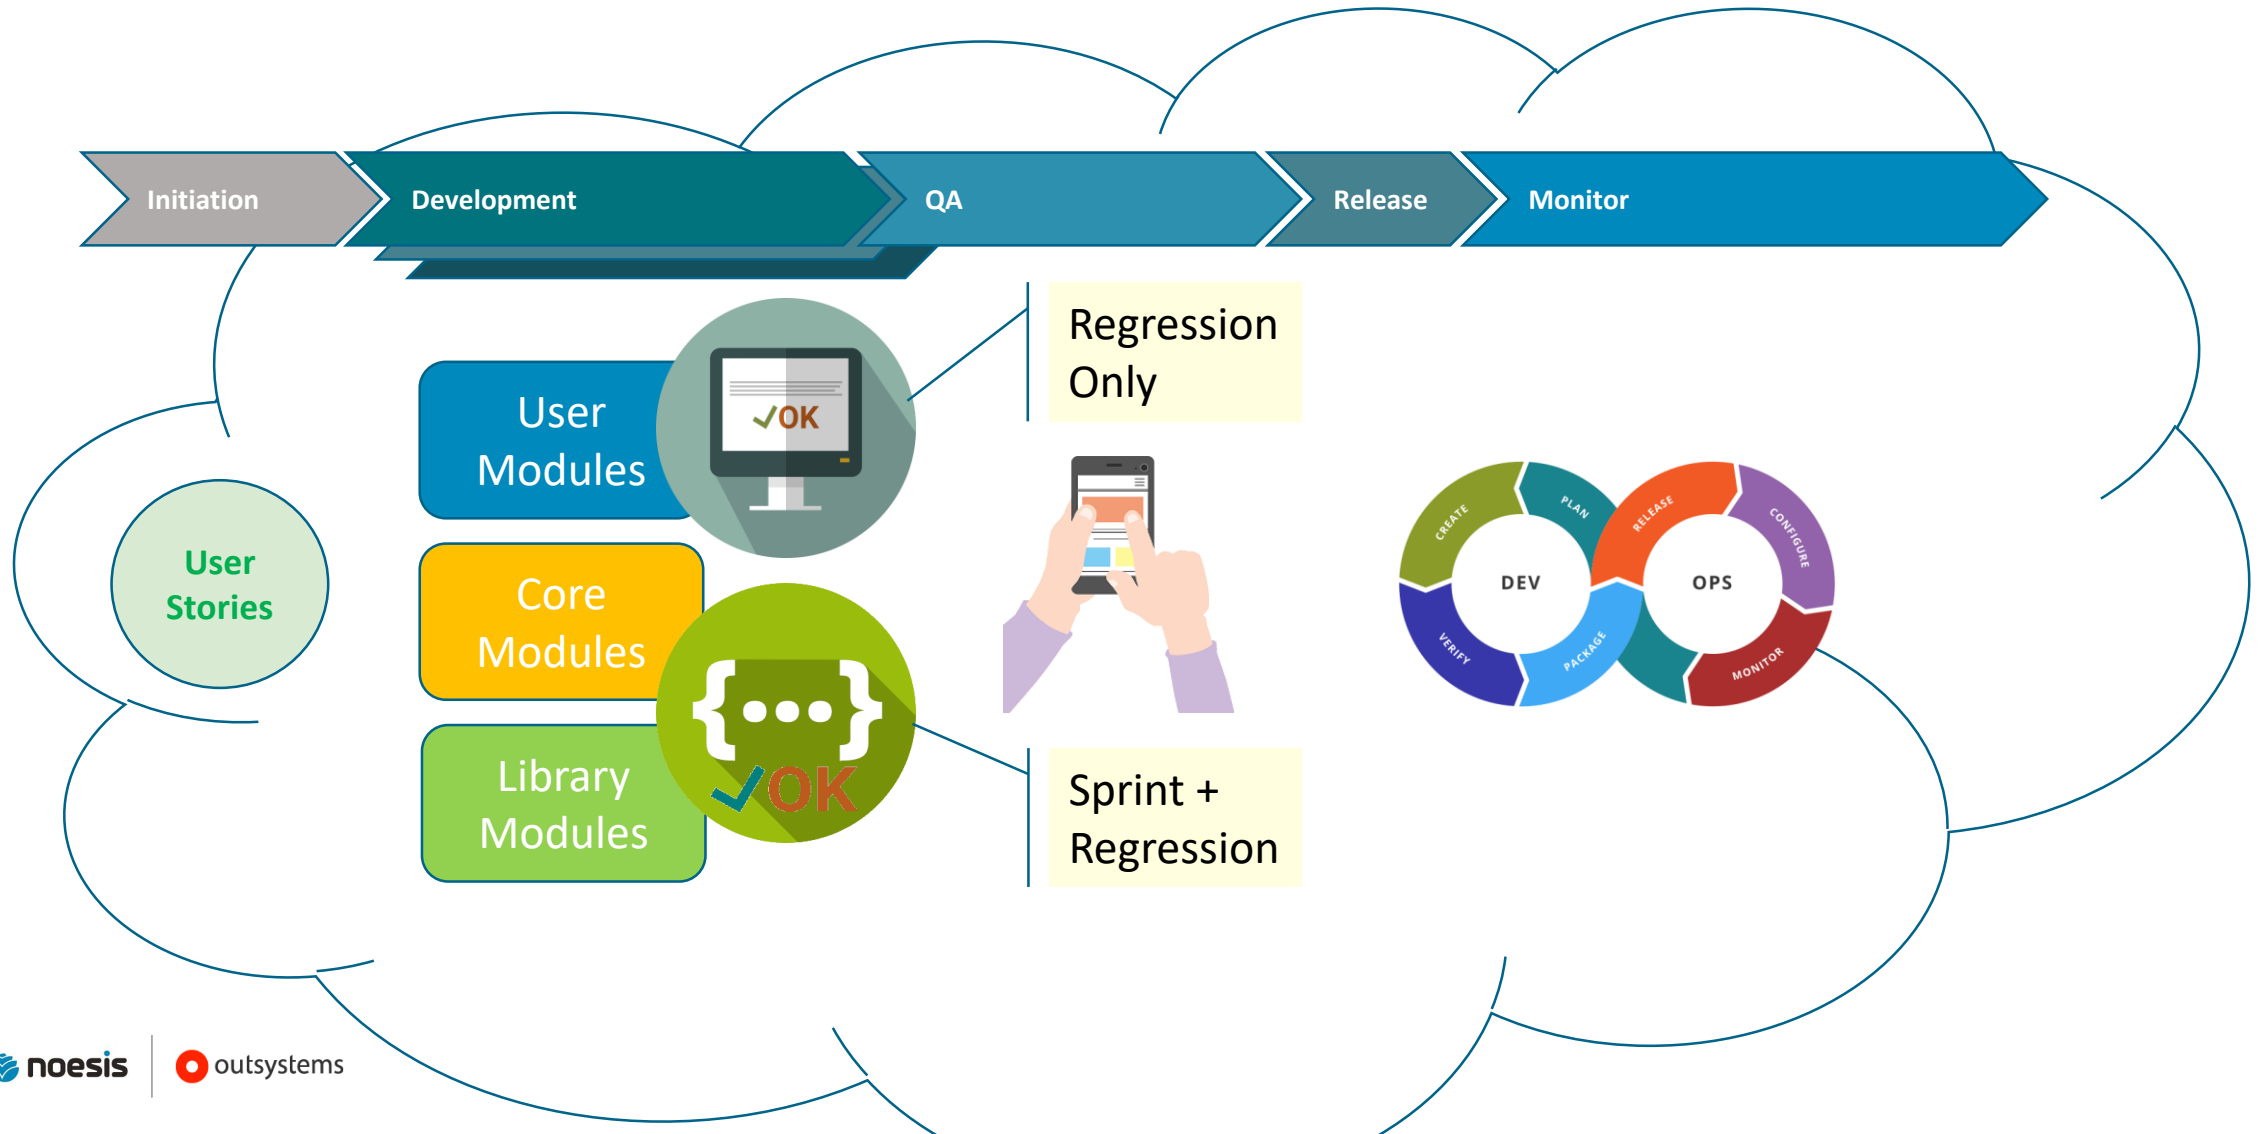 Initiation
Development
QA
Release
Monitor
Regression
Only
OK
User
Modules
User
Stories
Core
Modules
Library
Modules
OK
Sprint +
Regression
CREATE
PLAN
RELEASE
CONFIGURE
DEV
OPS
VERIFY
PACKAGE
MONITOR
noesis
outsystems